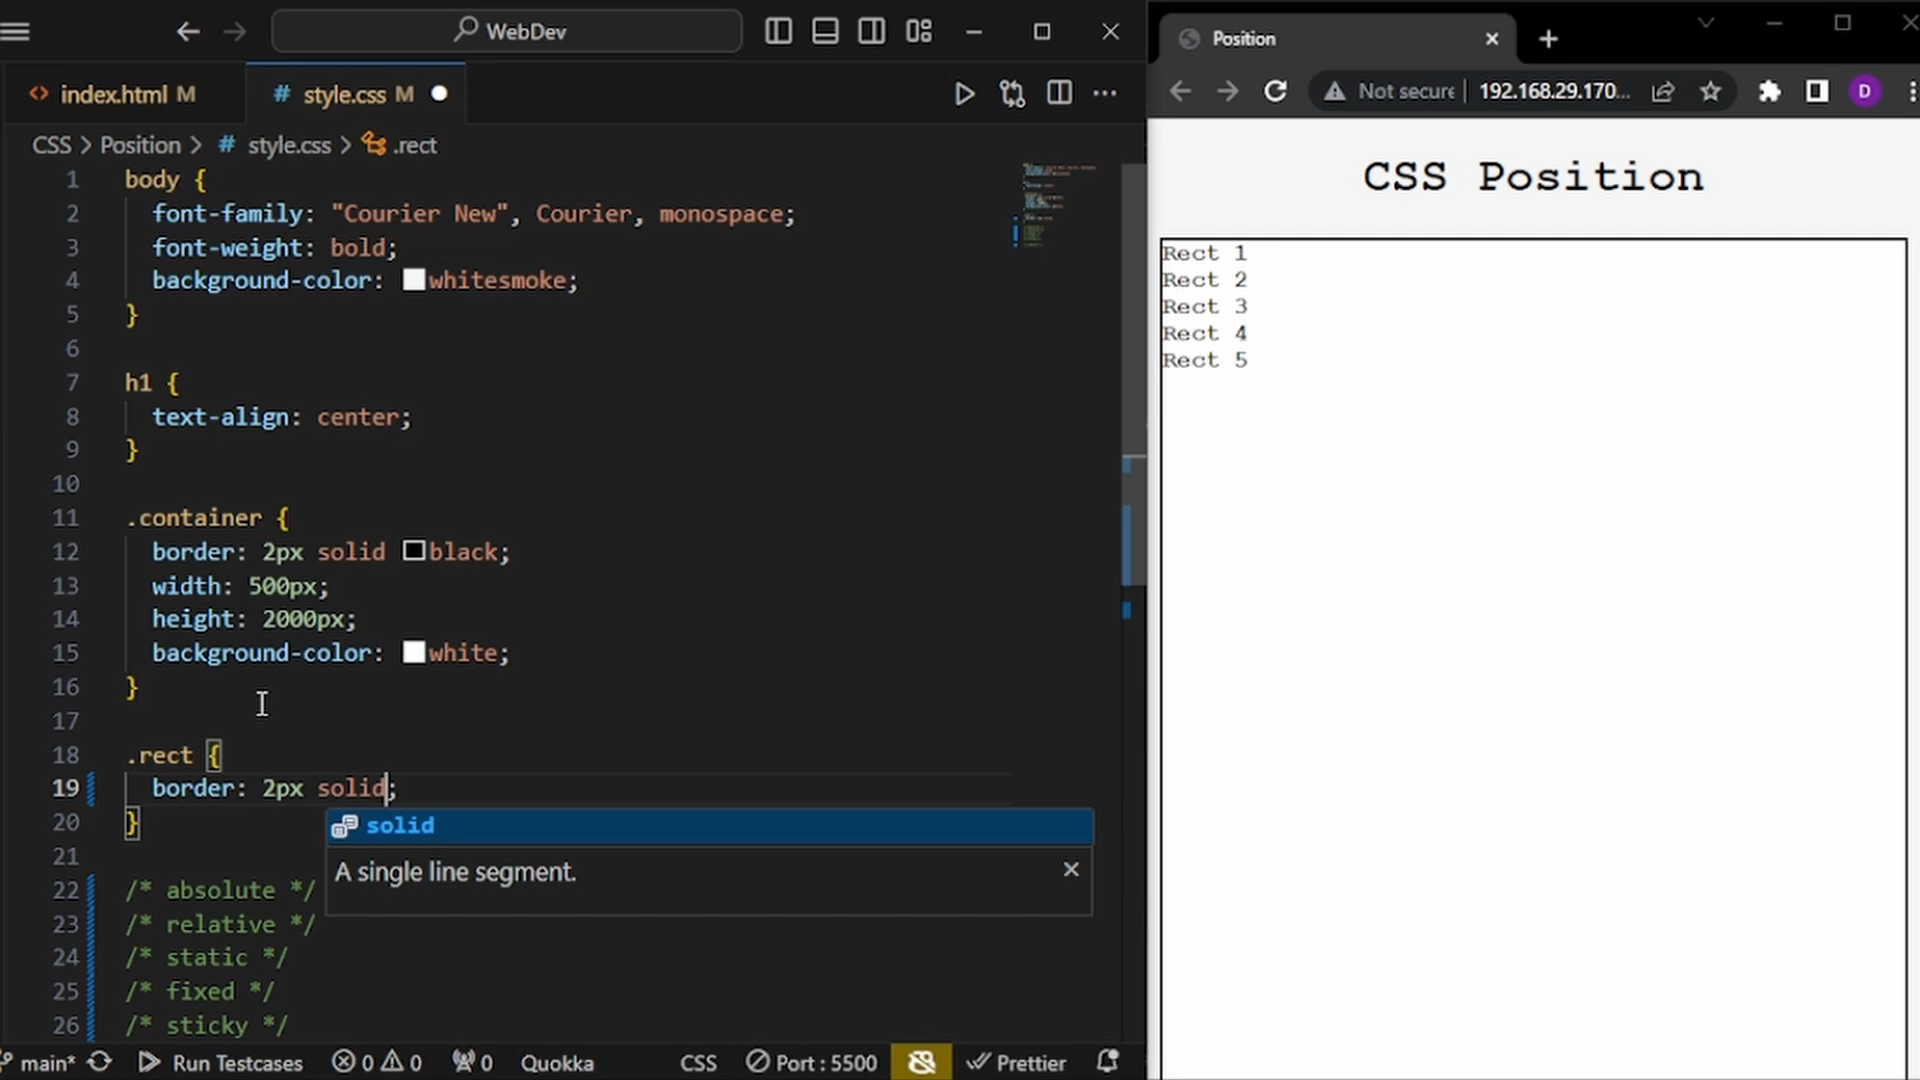 WebDev
index.html M
# style.css M
CSS > Position > # style.css > .rect
1 body {
2 font-family: "Courier New", Courier, monospace;
3 font-weight: bold;
4 background-color: whitesmoke;
5 }
6
7 h1 {
8 text-align: center;
9 }
10
11 .container {
12 border: 2px solid black;
13 width: 500px;
14 height: 2000px;
15 background-color: white;
16 }
17
18 .rect {
19 border: 2px solid;
20 }
solid
21
A single line segment.
22 /* absolute */
23 /* relative */
24 /* static */
25 /* fixed */
26 /* sticky */
main* Run Testcases 0 0 0 Quokka CSS Port : 5500 Prettier
Position
Not secure 192.168.29.170... D
CSS Position
Rect 1
Rect 2
Rect 3
Rect 4
Rect 5